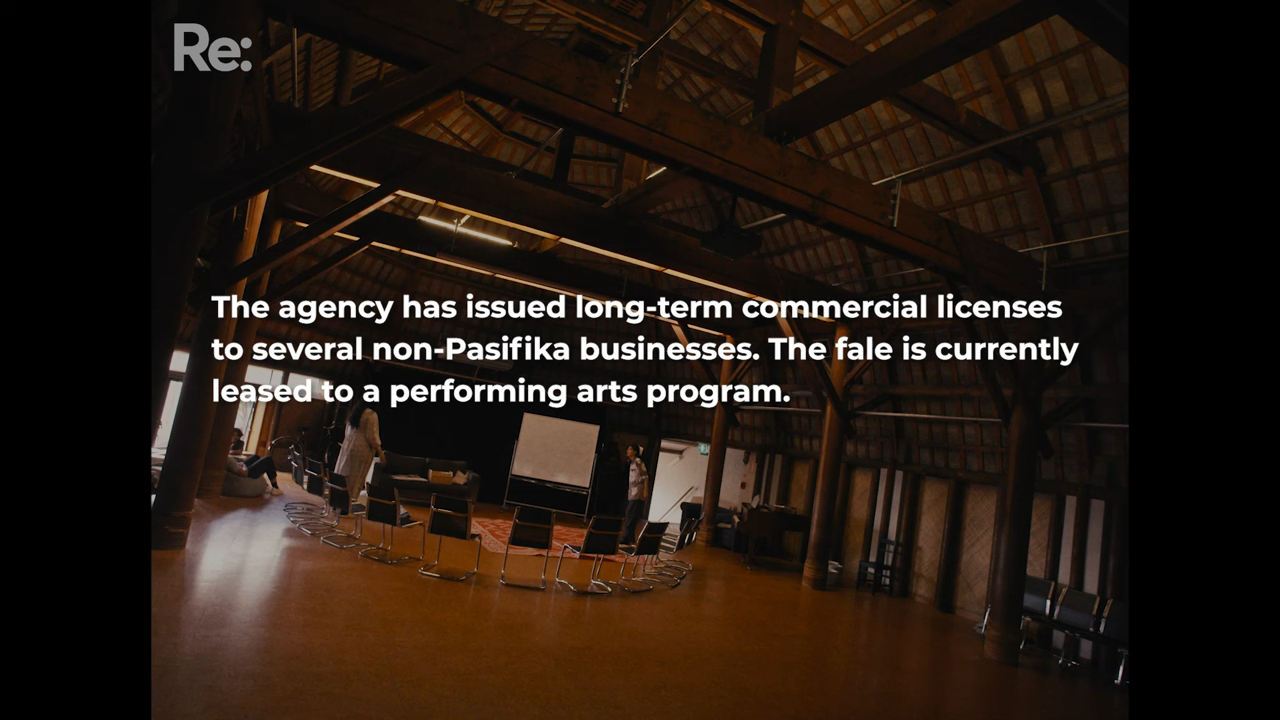 Re:
The agency has issued long-term commercial licenses
to several non-Pasifika businesses. The fale is currently
leased to a performing arts program.